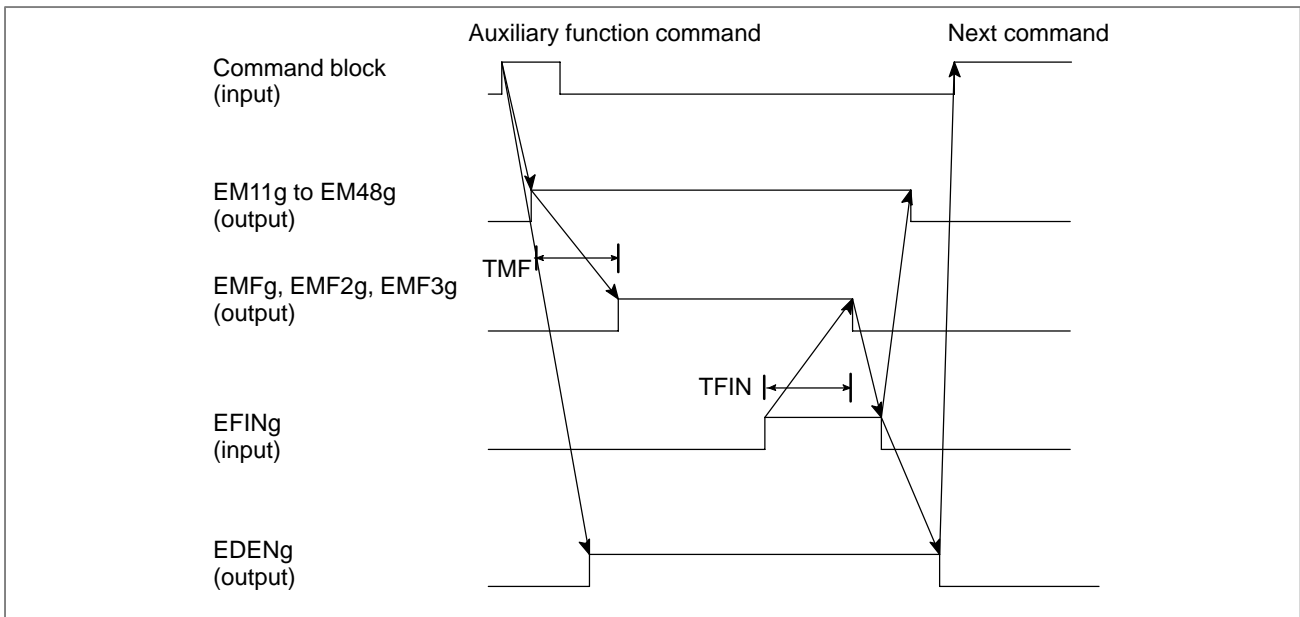 Auxiliary function command
Next command
Command block
(input)
EM11g to EM48g
(output)
TMF
EMFg, EMF2g, EMF3g
(output)
TFIN
EFINg
(input)
EDENg
(output)